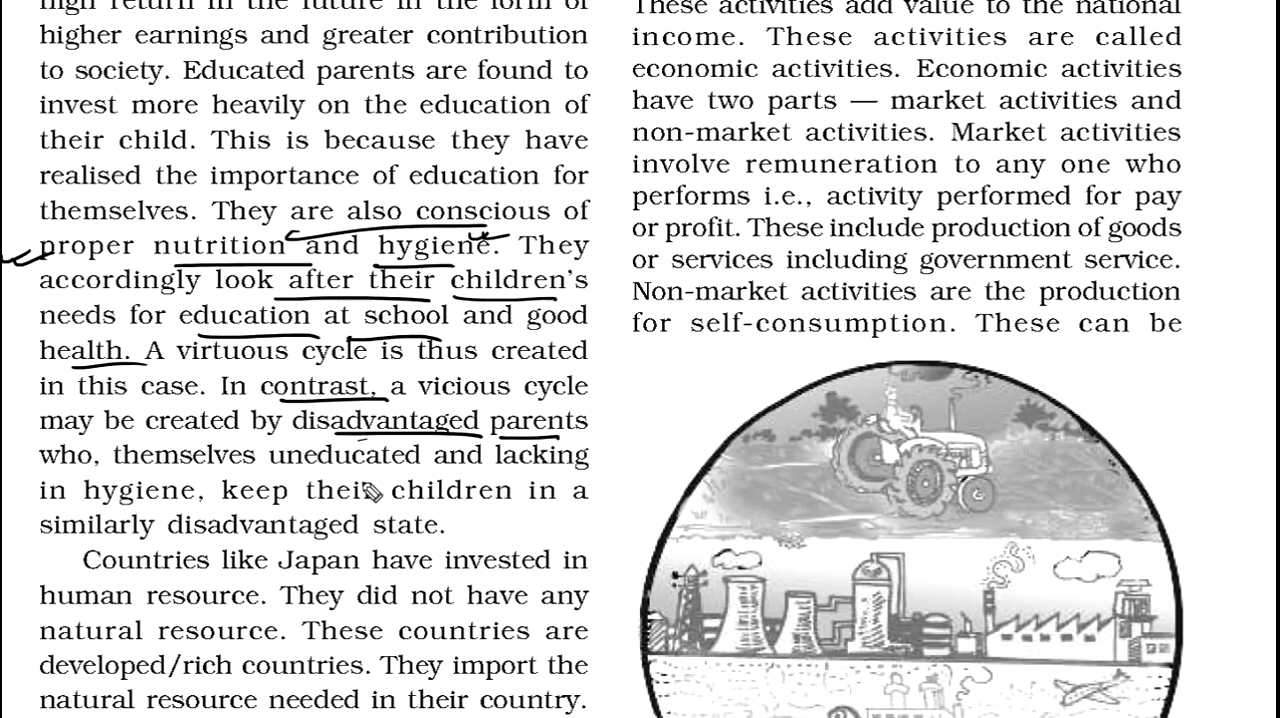 high return in the future in the form of
higher earnings and greater contribution
to society. Educated parents are found to
invest more heavily on the education of
their child. This is because they have
realised the importance of education for
themselves. They are also conscious of
proper nutrition and hygiene. They
accordingly look after their children's
needs for education at school and good
health. A virtuous cycle is thus created
in this case. In contrast, a vicious cycle
may be created by disadvantaged parents
who, themselves uneducated and lacking
in hygiene, keep their children in a
similarly disadvantaged state.
Countries like Japan have invested in
human resource. They did not have any
natural resource. These countries are
developed/rich countries. They import the
natural resource needed in their country.
These activities add value to the national
income. These activities are called
economic activities. Economic activities
have two parts — market activities and
non-market activities. Market activities
involve remuneration to any one who
performs i.e., activity performed for pay
or profit. These include production of goods
or services including government service.
Non-market activities are the production
for self-consumption. These can be